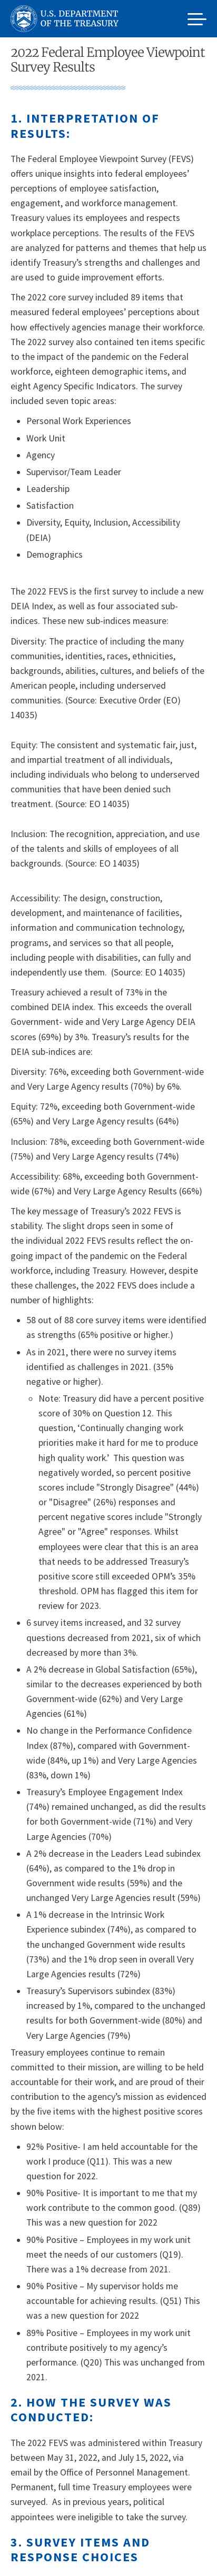 U.S. DEPARTMENT
OF THE TREASURY
2022 Federal Employee Viewpoint
Survey Results
1. INTERPRETATION OF
RESULTS:
The Federal Employee Viewpoint Survey (FEVS)
offers unique insights into federal employees’
perceptions of employee satisfaction,
engagement, and workforce management.
Treasury values its employees and respects
workplace perceptions. The results of the FEVS
are analyzed for patterns and themes that help us
identify Treasury’s strengths and challenges and
are used to guide improvement efforts.
The 2022 core survey included 89 items that
measured federal employees’ perceptions about
how effectively agencies manage their workforce.
The 2022 survey also contained ten items specific
to the impact of the pandemic on the Federal
workforce, eighteen demographic items, and
eight Agency Specific Indicators. The survey
included seven topic areas:
• Personal Work Experiences
• Work Unit
• Agency
• Supervisor/Team Leader
• Leadership
• Satisfaction
• Diversity, Equity, Inclusion, Accessibility
(DEIA)
• Demographics
The 2022 FEVS is the first survey to include a new
DEIA Index, as well as four associated sub-
indices. These new sub-indices measure:
Diversity: The practice of including the many
communities, identities, races, ethnicities,
backgrounds, abilities, cultures, and beliefs of the
American people, including underserved
communities. (Source: Executive Order (EO)
14035)
Equity: The consistent and systematic fair, just,
and impartial treatment of all individuals,
including individuals who belong to underserved
communities that have been denied such
treatment. (Source: EO 14035)
Inclusion: The recognition, appreciation, and use
of the talents and skills of employees of all
backgrounds. (Source: EO 14035)
Accessibility: The design, construction,
development, and maintenance of facilities,
information and communication technology,
programs, and services so that all people,
including people with disabilities, can fully and
independently use them. (Source: EO 14035)
Treasury achieved a result of 73% in the
combined DEIA index. This exceeds the overall
Government- wide and Very Large Agency DEIA
scores (69%) by 3%. Treasury’s results for the
DEIA sub-indices are:
Diversity: 76%, exceeding both Government-wide
and Very Large Agency results (70%) by 6%.
Equity: 72%, exceeding both Government-wide
(65%) and Very Large Agency results (64%)
Inclusion: 78%, exceeding both Government-wide
(75%) and Very Large Agency results (74%)
Accessibility: 68%, exceeding both Government-
wide (67%) and Very Large Agency Results (66%)
The key message of Treasury’s 2022 FEVS is
stability. The slight drops seen in some of
the individual 2022 FEVS results reflect the on-
going impact of the pandemic on the Federal
workforce, including Treasury. However, despite
these challenges, the 2022 FEVS does include a
number of highlights:
• 58 out of 88 core survey items were identified
as strengths (65% positive or higher.)
• As in 2021, there were no survey items
identified as challenges in 2021. (35%
negative or higher).
◦ Note: Treasury did have a percent positive
score of 30% on Question 12. This
question, ‘Continually changing work
priorities make it hard for me to produce
high quality work.’ This question was
negatively worded, so percent positive
scores include "Strongly Disagree" (44%)
or "Disagree" (26%) responses and
percent negative scores include "Strongly
Agree" or "Agree" responses. Whilst
employees were clear that this is an area
that needs to be addressed Treasury’s
positive score still exceeded OPM’s 35%
threshold. OPM has flagged this item for
review for 2023.
• 6 survey items increased, and 32 survey
questions decreased from 2021, six of which
decreased by more than 3%.
• A 2% decrease in Global Satisfaction (65%),
similar to the decreases experienced by both
Government-wide (62%) and Very Large
Agencies (61%)
• No change in the Performance Confidence
Index (87%), compared with Government-
wide (84%, up 1%) and Very Large Agencies
(83%, down 1%)
• Treasury’s Employee Engagement Index
(74%) remained unchanged, as did the results
for both Government-wide (71%) and Very
Large Agencies (70%)
• A 2% decrease in the Leaders Lead subindex
(64%), as compared to the 1% drop in
Government wide results (59%) and the
unchanged Very Large Agencies result (59%)
• A 1% decrease in the Intrinsic Work
Experience subindex (74%), as compared to
the unchanged Government wide results
(73%) and the 1% drop seen in overall Very
Large Agencies results (72%)
• Treasury’s Supervisors subindex (83%)
increased by 1%, compared to the unchanged
results for both Government-wide (80%) and
Very Large Agencies (79%)
Treasury employees continue to remain
committed to their mission, are willing to be held
accountable for their work, and are proud of their
contribution to the agency’s mission as evidenced
by the five items with the highest positive scores
shown below:
• 92% Positive- I am held accountable for the
work I produce (Q11). This was a new
question for 2022.
• 90% Positive- It is important to me that my
work contribute to the common good. (Q89)
This was a new question for 2022
• 90% Positive – Employees in my work unit
meet the needs of our customers (Q19).
There was a 1% decrease from 2021.
• 90% Positive – My supervisor holds me
accountable for achieving results. (Q51) This
was a new question for 2022
• 89% Positive – Employees in my work unit
contribute positively to my agency’s
performance. (Q20) This was unchanged from
2021.
2. HOW THE SURVEY WAS
CONDUCTED:
The 2022 FEVS was administered within Treasury
between May 31, 2022, and July 15, 2022, via
email by the Office of Personnel Management.
Permanent, full time Treasury employees were
surveyed. As in previous years, political
appointees were ineligible to take the survey.
3. SURVEY ITEMS AND
RESPONSE CHOICES